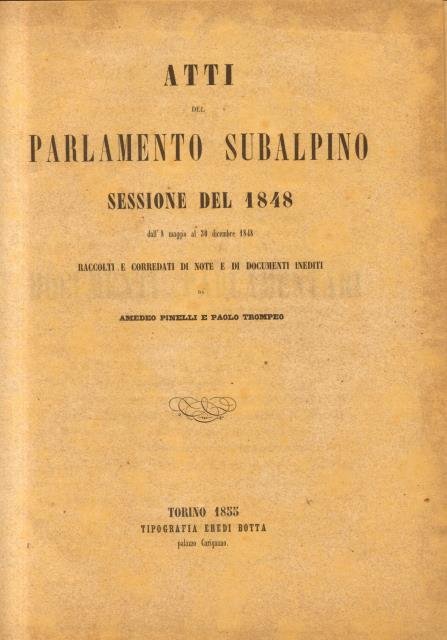 ATTI
DEL
PARLAMENTO SUBALPINO
SESSIONE DEL 1848
dall' 8 maggio al 30 dicembre 1848
RACCOLTI E CORREDATI DI NOTE E DI DOCUMENTI INEDITI
DA
AMEDEO PINELLI E PAOLO TROMPEO
TORINO 1855
TIPOGRAFIA EREDI BOTTA
palazzo Carignano.